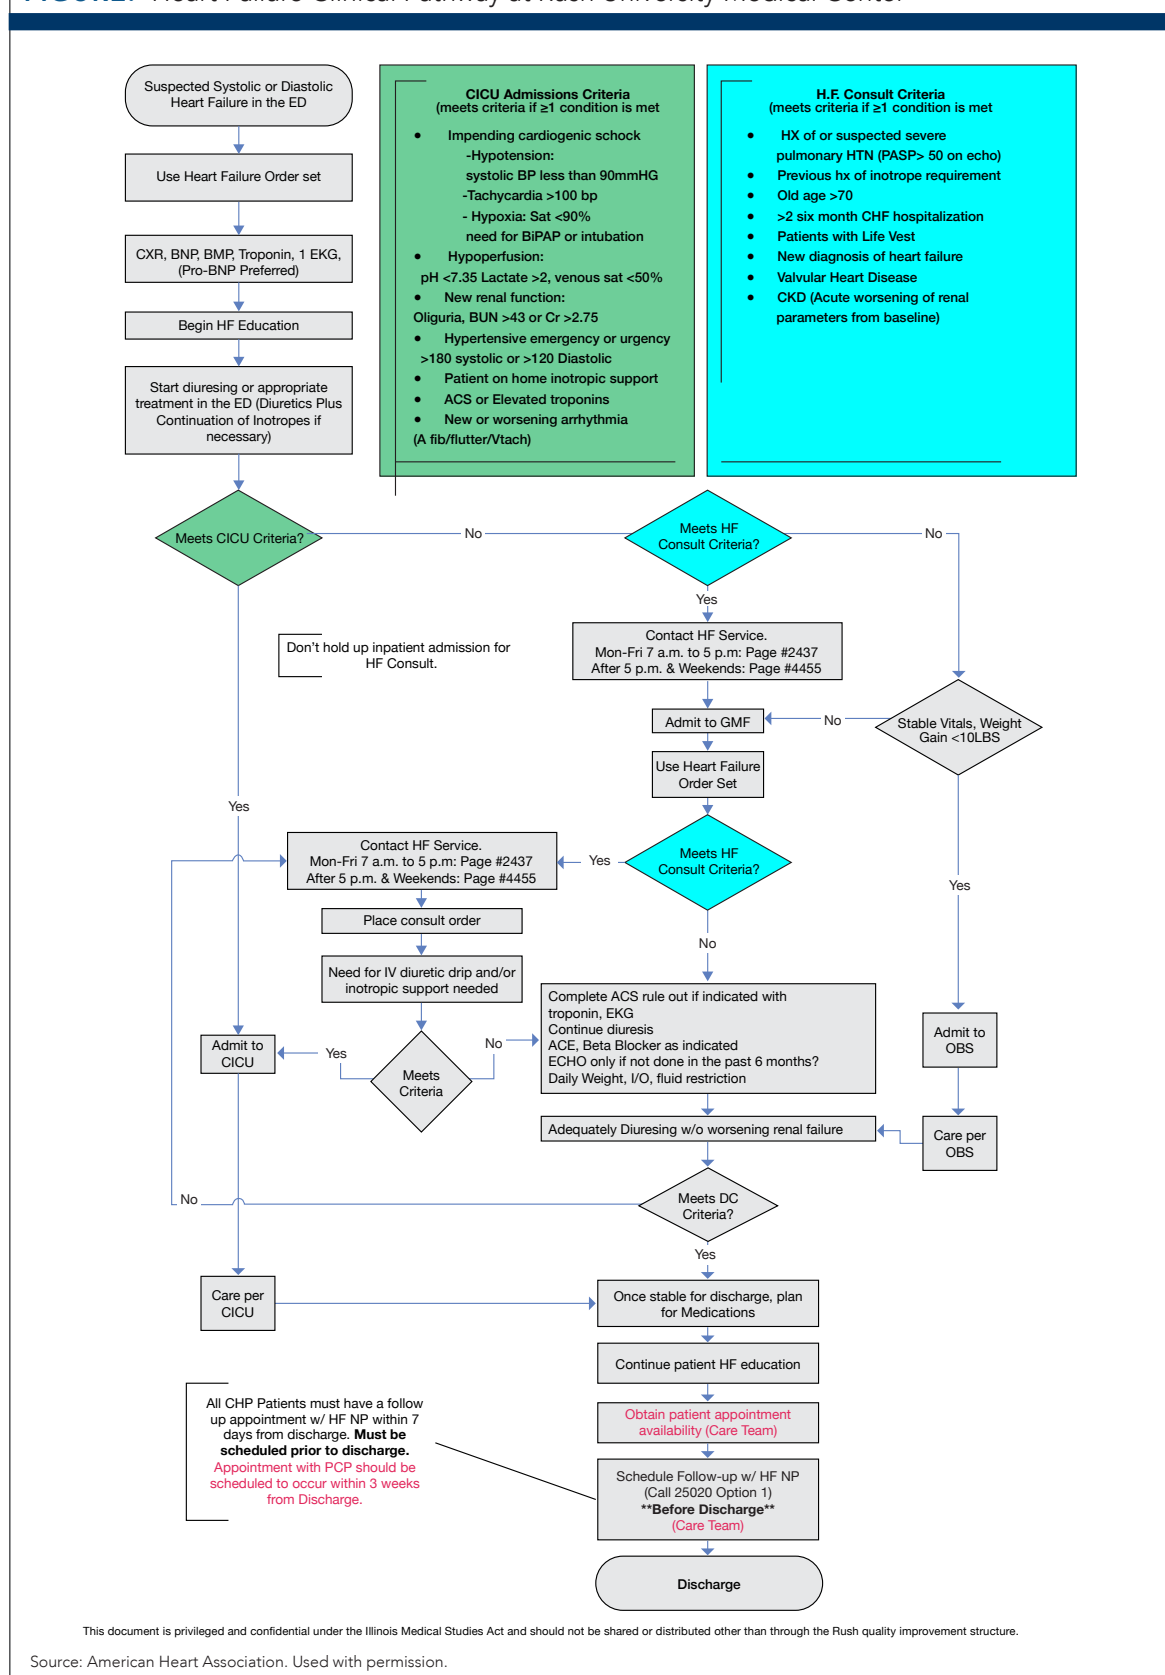 Suspected Systolic or Diastolic
Heart Failure in the ED
Use Heart Failure Order set
CXR, BNP, BMP, Troponin, 1 EKG,
(Pro-BNP Preferred)
Begin HF Education
Start diuresing or appropriate
treatment in the ED (Diuretics Plus
Continuation of Inotropes if
necessary)
CICU Admissions Criteria
(meets criteria if ≥1 condition is met
• Impending cardiogenic schock
-Hypotension:
systolic BP less than 90mmHG
-Tachycardia >100 bp
- Hypoxia: Sat <90%
need for BiPAP or intubation
• Hypoperfusion:
pH <7.35 Lactate >2, venous sat <50%
• New renal function:
Oliguria, BUN >43 or Cr >2.75
• Hypertensive emergency or urgency
>180 systolic or >120 Diastolic
• Patient on home inotropic support
• ACS or Elevated troponins
• New or worsening arrhythmia
(A fib/flutter/Vtach)
H.F. Consult Criteria
(meets criteria if ≥1 condition is met
• HX of or suspected severe
pulmonary HTN (PASP> 50 on echo)
• Previous hx of inotrope requirement
• Old age >70
• >2 six month CHF hospitalization
• Patients with Life Vest
• New diagnosis of heart failure
• Valvular Heart Disease
• CKD (Acute worsening of renal
parameters from baseline)
Meets CICU Criteria?
No
Meets HF
Consult Criteria?
No
Yes
Don't hold up inpatient admission for
HF Consult.
Contact HF Service.
Mon-Fri 7 a.m. to 5 p.m: Page #2437
After 5 p.m. & Weekends: Page #4455
Admit to GMF
No
Stable Vitals, Weight
Gain <10LBS
Use Heart Failure
Order Set
Yes
Contact HF Service.
Mon-Fri 7 a.m. to 5 p.m: Page #2437
After 5 p.m. & Weekends: Page #4455
Yes
Meets HF
Consult Criteria?
Yes
Place consult order
No
Need for IV diuretic drip and/or
inotropic support needed
Complete ACS rule out if indicated with
troponin, EKG
Continue diuresis
ACE, Beta Blocker as indicated
ECHO only if not done in the past 6 months?
Daily Weight, I/O, fluid restriction
Admit to
OBS
Admit to
CICU
Yes
Meets
Criteria
No
Adequately Diuresing w/o worsening renal failure
Care per
OBS
No
Meets DC
Criteria?
Yes
Care per
CICU
Once stable for discharge, plan
for Medications
Continue patient HF education
All CHP Patients must have a follow
up appointment w/ HF NP within 7
days from discharge. Must be
scheduled prior to discharge.
Appointment with PCP should be
scheduled to occur within 3 weeks
from Discharge.
Obtain patient appointment
availability (Care Team)
Schedule Follow-up w/ HF NP
(Call 25020 Option 1)
**Before Discharge**
(Care Team)
Discharge
This document is privileged and confidential under the Illinois Medical Studies Act and should not be shared or distributed other than through the Rush quality improvement structure.
Source: American Heart Association. Used with permission.